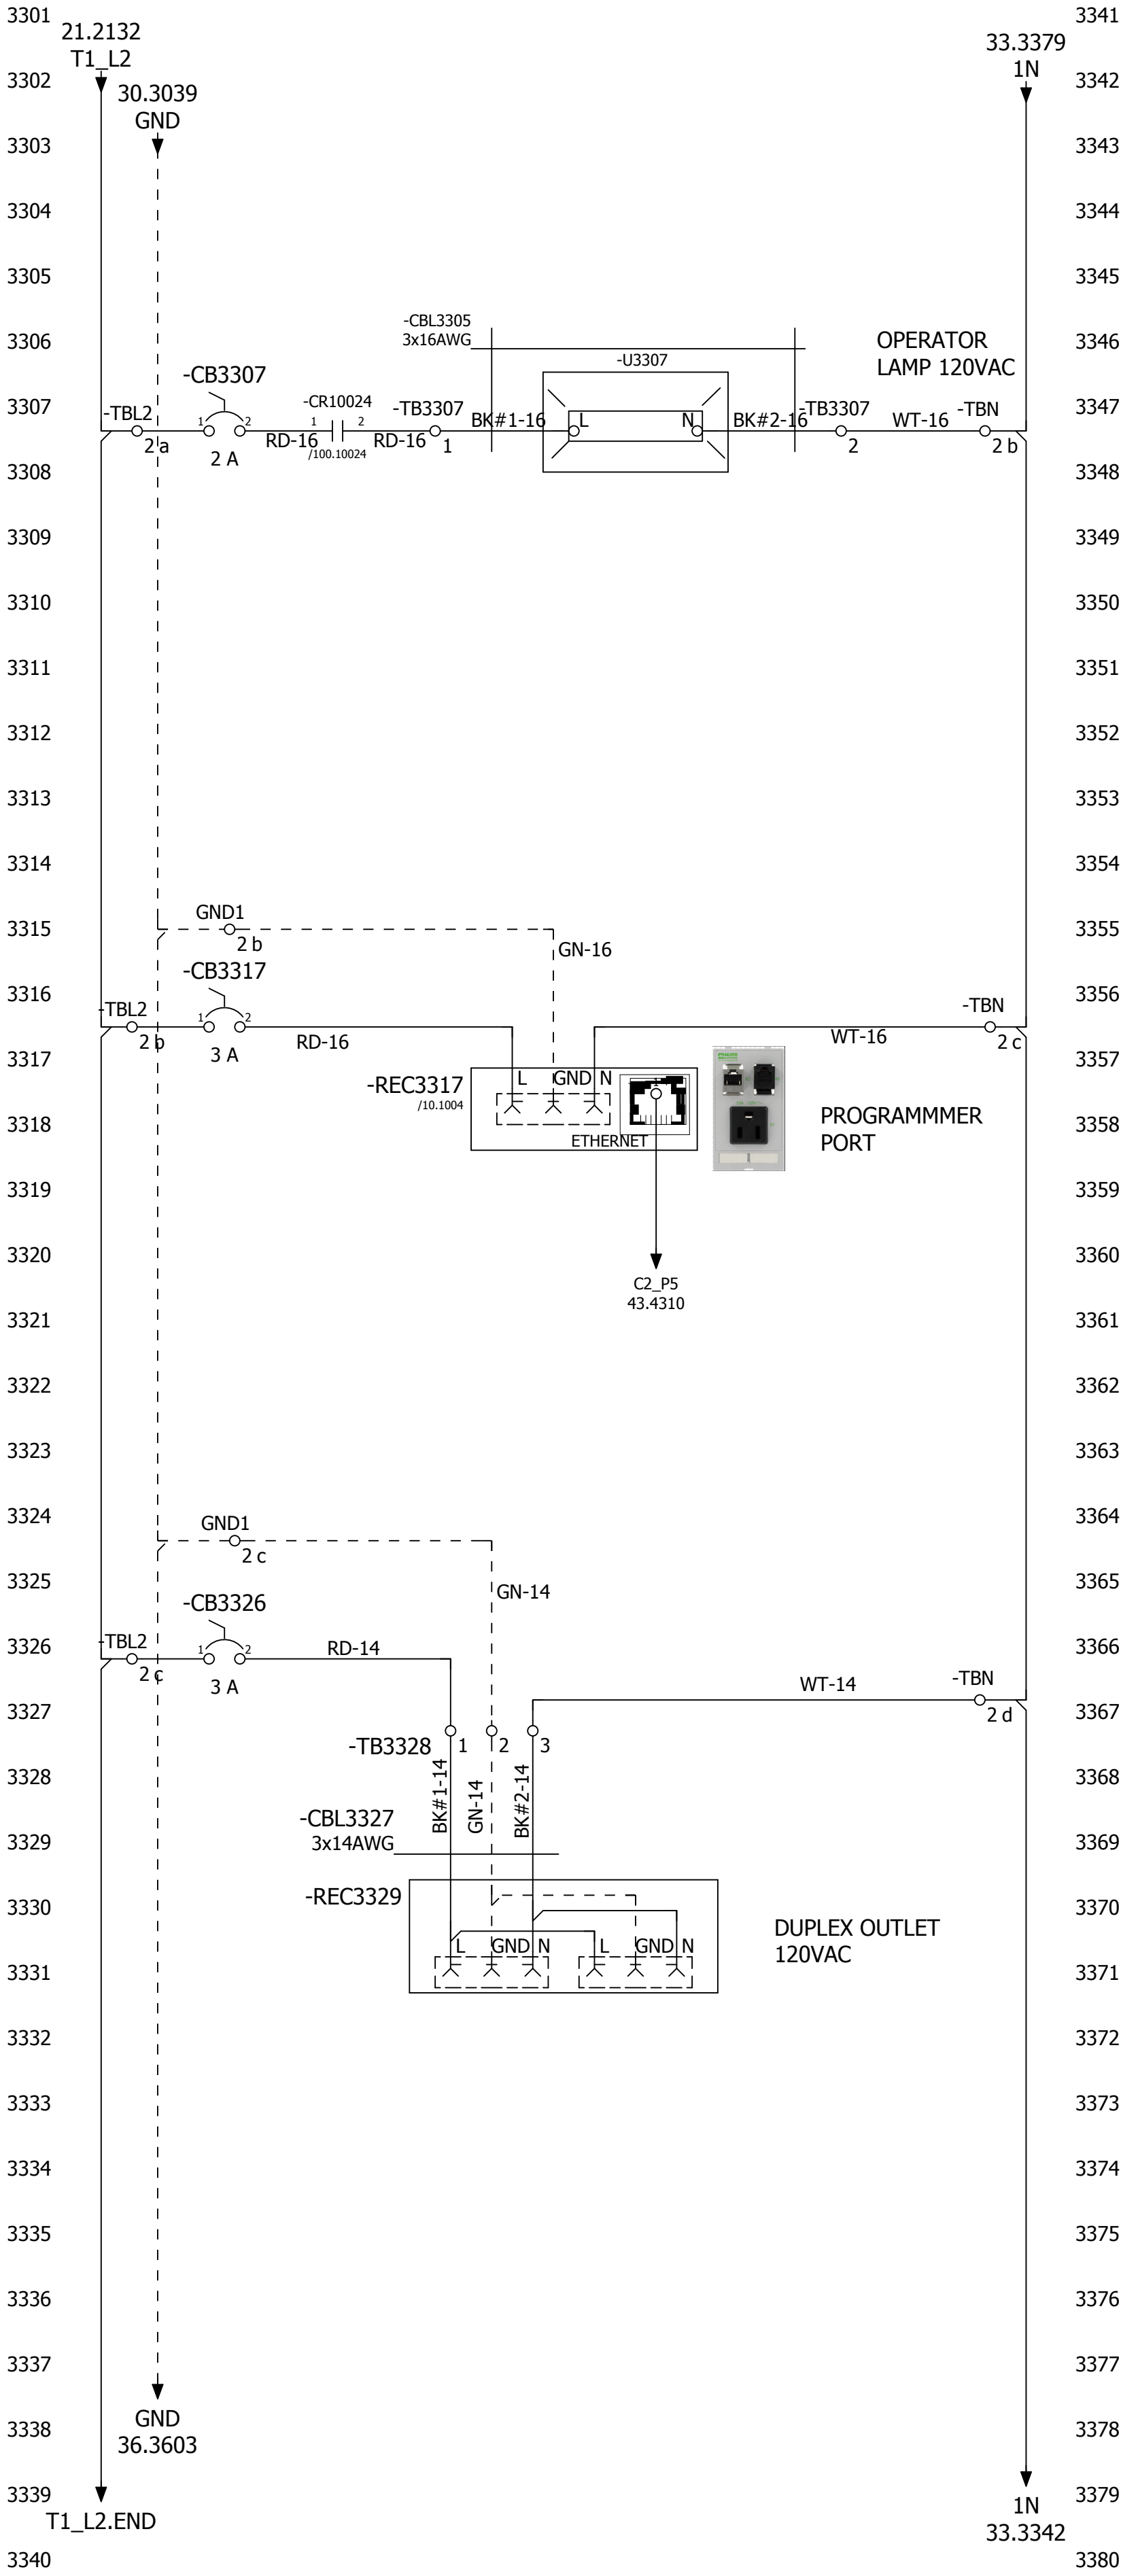 3301
21.2132
T1_L2
33.3379
1N
3341
3302
30.3039
GND
3342
3303
3343
3304
3344
3305
3345
3306
-CBL3305
3x16AWG
-U3307
OPERATOR
LAMP 120VAC
3346
3307
-TBL2
2 a
-CB3307
1
2
2 A
RD-16
-CR10024
1
2
/100.10024
RD-16
-TB3307
1
BK#1-16
L
N
BK#2-16
-TB3307
2
WT-16
-TBN
2 b
3347
3308
3348
3309
3349
3310
3350
3311
3351
3312
3352
3313
3353
3314
3354
3315
GND1
2 b
GN-16
3355
3316
-TBL2
2 b
-CB3317
1
2
3 A
RD-16
WT-16
-TBN
2 c
3356
3317
-REC3317
/10.1004
L
GND
N
3357
3318
ETHERNET
PROGRAMMMER
PORT
3358
3319
3359
3320
C2_P5
43.4310
3360
3321
3361
3322
3362
3323
3363
3324
GND1
2 c
3364
3325
GN-14
3365
3326
-TBL2
2 c
-CB3326
1
2
3 A
RD-14
3366
3327
WT-14
-TBN
2 d
3367
-TB3328
1
2
3
3328
BK#1-14
GN-14
BK#2-14
3368
3329
-CBL3327
3x14AWG
3369
3330
-REC3329
DUPLEX OUTLET
120VAC
3370
3331
L
GND
N
L
GND
N
3371
3332
3372
3333
3373
3334
3374
3335
3375
3336
3376
3337
3377
3338
GND
36.3603
3378
3339
T1_L2.END
1N
33.3342
3379
3340
3380